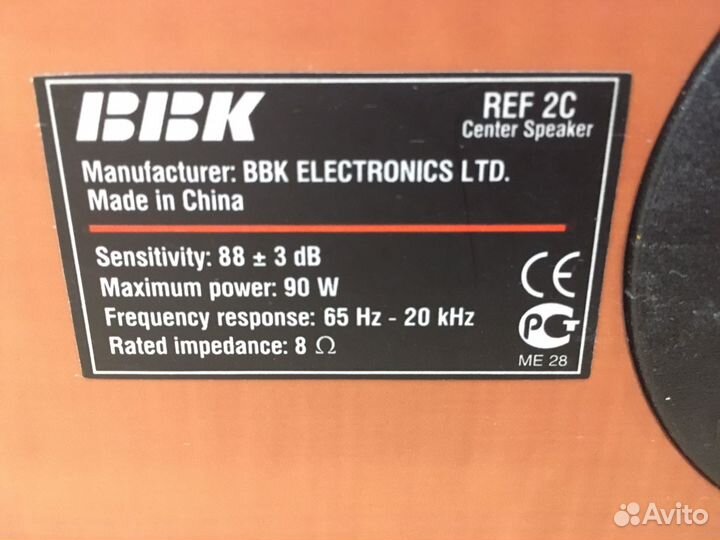 BBK
REF 2C
Center Speaker
Manufacturer: BBK ELECTRONICS LTD.
Made in China
Sensitivity: 88 ± 3 dB
Maximum power: 90 W
Frequency response: 65 Hz - 20 kHz
Rated impedance: 8 Ω
CE
РСТ
ME 28
Avito